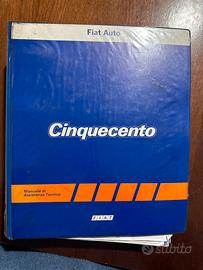 Fiat Auto
Cinquecento
Manuale di
Assistenza Tecnica
FIAT
subito